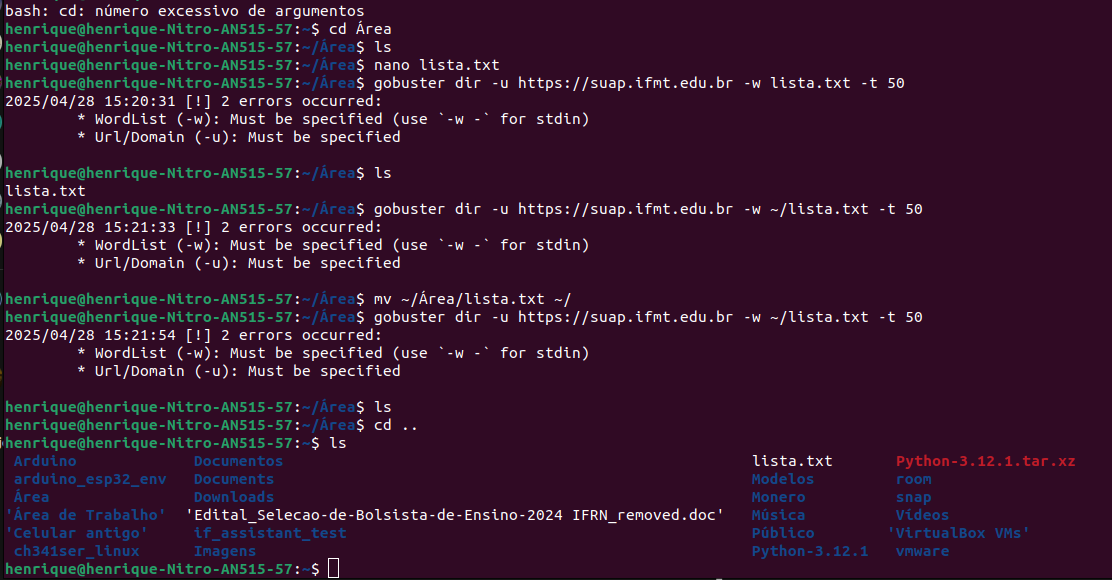 bash: cd: número excessivo de argumentos
henrique@henrique-Nitro-AN515-57:~$ cd Área
henrique@henrique-Nitro-AN515-57:~/Área$ ls
henrique@henrique-Nitro-AN515-57:~/Área$ nano lista.txt
henrique@henrique-Nitro-AN515-57:~/Área$ gobuster dir -u https://suap.ifmt.edu.br -w lista.txt -t 50
2025/04/28 15:20:31 [!] 2 errors occurred:
        * WordList (-w): Must be specified (use `-w -` for stdin)
        * Url/Domain (-u): Must be specified

henrique@henrique-Nitro-AN515-57:~/Área$ ls
lista.txt
henrique@henrique-Nitro-AN515-57:~/Área$ gobuster dir -u https://suap.ifmt.edu.br -w ~/lista.txt -t 50
2025/04/28 15:21:33 [!] 2 errors occurred:
        * WordList (-w): Must be specified (use `-w -` for stdin)
        * Url/Domain (-u): Must be specified

henrique@henrique-Nitro-AN515-57:~/Área$ mv ~/Área/lista.txt ~/
henrique@henrique-Nitro-AN515-57:~/Área$ gobuster dir -u https://suap.ifmt.edu.br -w ~/lista.txt -t 50
2025/04/28 15:21:54 [!] 2 errors occurred:
        * WordList (-w): Must be specified (use `-w -` for stdin)
        * Url/Domain (-u): Must be specified

henrique@henrique-Nitro-AN515-57:~/Área$ ls
henrique@henrique-Nitro-AN515-57:~/Área$ cd ..
henrique@henrique-Nitro-AN515-57:~$ ls
 Arduino             Documentos                                                    lista.txt       Python-3.12.1.tar.xz
 arduino_esp32_env   Documents                                                     Modelos         room
 Área                Downloads                                                     Monero          snap
'Área de Trabalho'  'Edital_Selecao-de-Bolsista-de-Ensino-2024 IFRN_removed.doc'   Música          Videos
'Celular antigo'     if_assistant_test                                             Público        'VirtualBox VMs'
 ch341ser_linux      Imagens                                                       Python-3.12.1   vmware
henrique@henrique-Nitro-AN515-57:~$